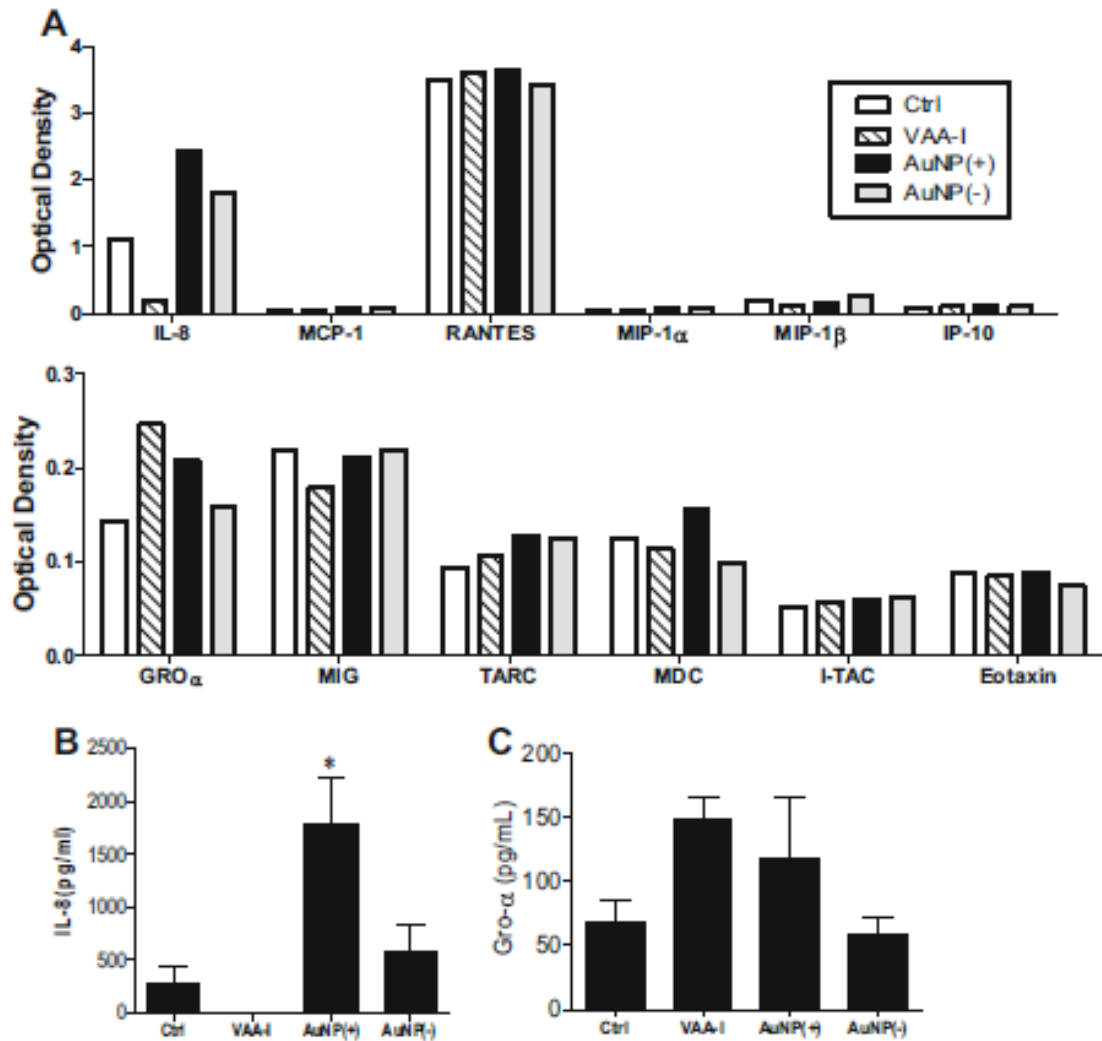 A
Optical Density
4
3
2
1
0
Ctrl
VAA-I
AuNP(+)
AuNP(-)
IL-8 MCP-1 RANTES MIP-1α MIP-1β IP-10
Optical Density
0.3
0.2
0.1
0.0
GROα MIG TARC MDC I-TAC Eotaxin
B
IL-8 (pg/ml)
2500
2000
1500
1000
500
0
*
Ctrl VAA-I AuNP(+) AuNP(-)
C
Gro-α (pg/mL)
200
150
100
50
0
Ctrl VAA-I AuNP(+) AuNP(-)